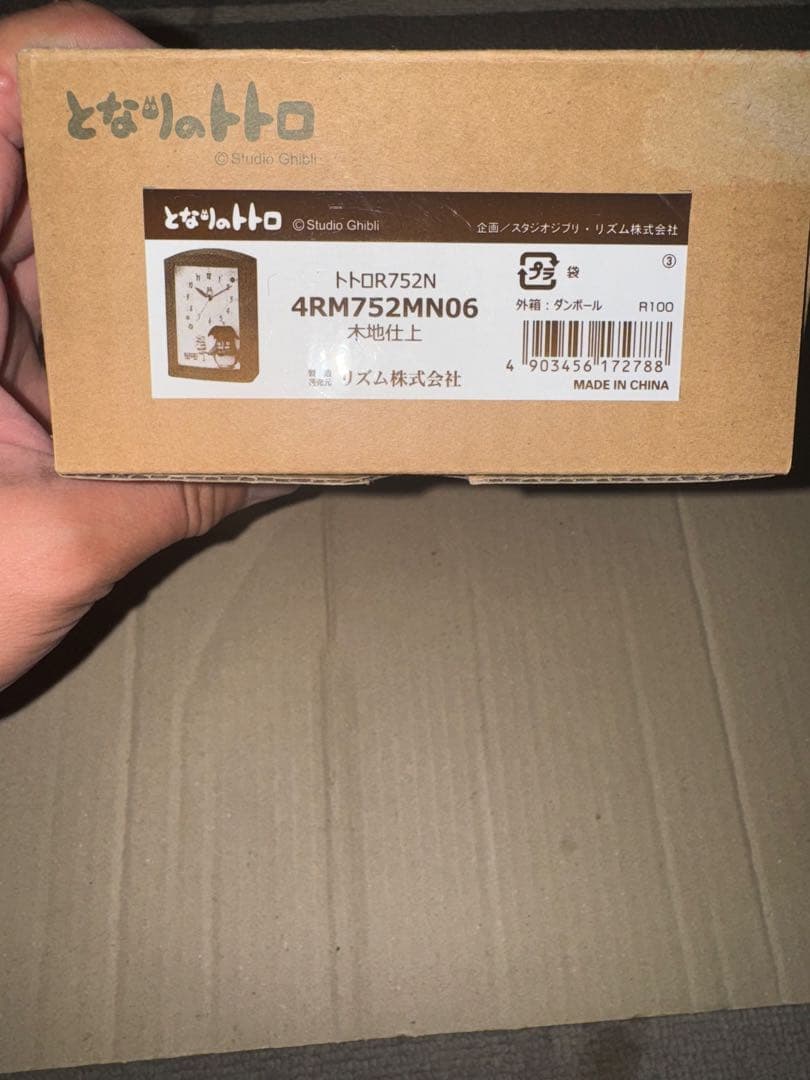 となりのトトロ
© Studio Ghibli
となりのトトロ © Studio Ghibli 企画／スタジオジブリ・リズム株式会社
トトロR752N
4RM752MN06
木地仕上
製造
発売元 リズム株式会社
プラ 袋 ③
外箱：ダンボール R100
4 903456 172788
MADE IN CHINA